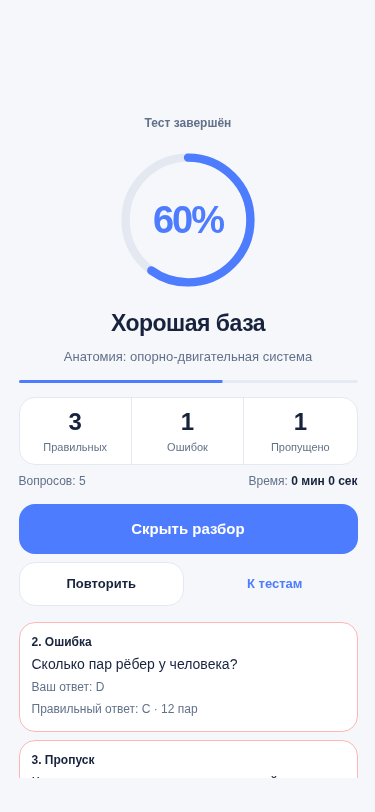 Тест завершён
60%
Хорошая база
Анатомия: опорно-двигательная система
3
Правильных
1
Ошибок
1
Пропущено
Вопросов: 5
Время: 0 мин 0 сек
Скрыть разбор
Повторить
К тестам
2. Ошибка
Сколько пар рёбер у человека?
Ваш ответ: D
Правильный ответ: C · 12 пар
3. Пропуск